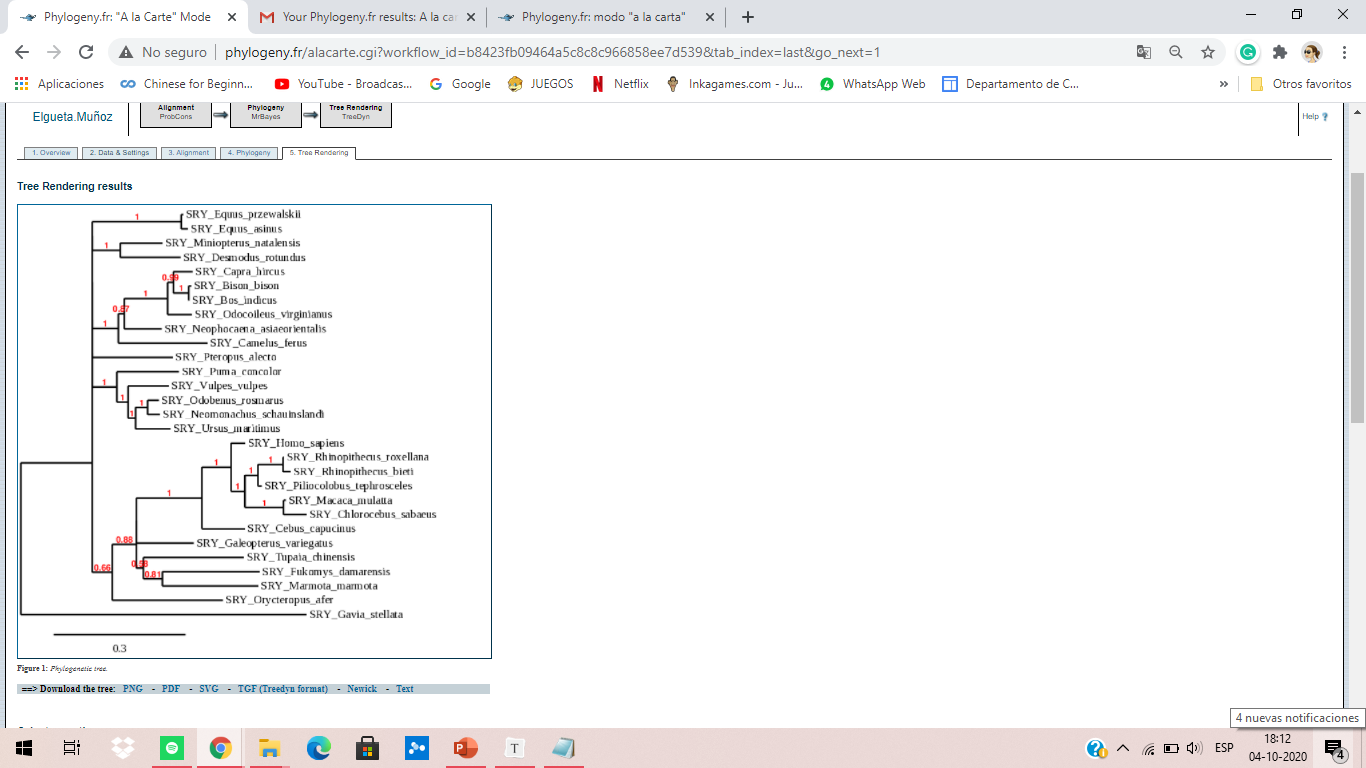 Phylogeny.fr: "A la Carte" Mode
Your Phylogeny.fr results: A la car
Phylogeny.fr: modo "a la carta"
No seguro
phylogeny.fr/alacarte.cgi?workflow_id=b8423fb09464a5c8c8c966858ee7d539&tab_index=last&go_next=1
Aplicaciones
Chinese for Beginn...
YouTube - Broadcas...
Google
JUEGOS
Netflix
Inkagames.com - Ju...
WhatsApp Web
Departamento de C...
»
Otros favoritos
Elgueta.Muñoz
Alignment
ProbCons
Phylogeny
MrBayes
Tree Rendering
TreeDyn
Help ?
1. Overview
2. Data & Settings
3. Alignment
4. Phylogeny
5. Tree Rendering
Tree Rendering results
1
SRY_Equus_przewalskii
SRY_Equus_asinus
1
SRY_Miniopterus_natalensis
SRY_Desmodus_rotundus
SRY_Capra_hircus
0.99
1
SRY_Bison_bison
1
SRY_Bos_indicus
0.87
SRY_Odocoileus_virginianus
1
SRY_Neophocaena_asiaeorientalis
SRY_Camelus_ferus
SRY_Pteropus_alecto
SRY_Puma_concolor
1
SRY_Vulpes_vulpes
1
SRY_Odobenus_rosmarus
1
1
SRY_Neomonachus_schauinslandi
SRY_Ursus_maritimus
SRY_Homo_sapiens
1
SRY_Rhinopithecus_roxellana
1
1
SRY_Rhinopithecus_bieti
1
SRY_Piliocolobus_tephrosceles
1
SRY_Macaca_mulatta
1
SRY_Chlorocebus_sabaeus
SRY_Cebus_capucinus
0.88
SRY_Galeopterus_variegatus
SRY_Tupaia_chinensis
0.66
SRY_Fukomys_damarensis
0.81
SRY_Marmota_marmota
SRY_Orycteropus_afer
SRY_Gavia_stellata
0.3
Figure 1: Phylogenetic tree.
==> Download the tree: PNG - PDF - SVG - TGF (Treedyn format) - Newick - Text
4 nuevas notificaciones
ESP
18:12
04-10-2020
4